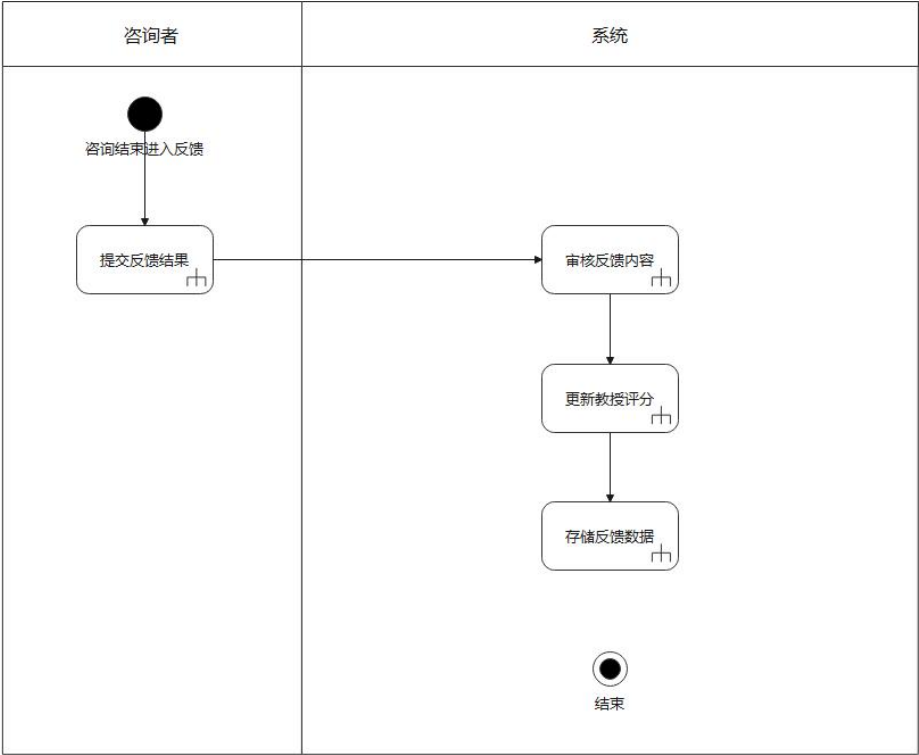 咨询者
系统
咨询结束进入反馈
提交反馈结果
审核反馈内容
更新教授评分
存储反馈数据
结束